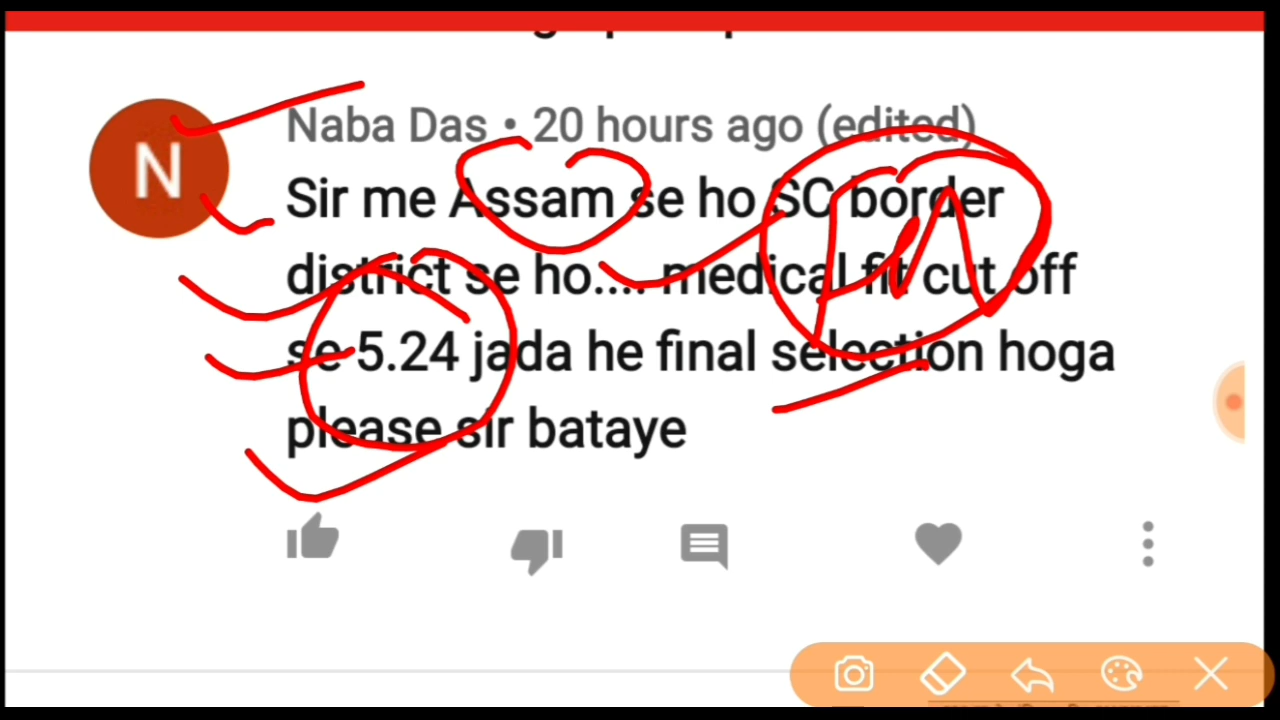 N
Naba Das • 20 hours ago (edited)
Sir me Assam se ho SC border
district se ho.... medical fit cut off
se 5.24 jada he final selection hoga
please sir bataye